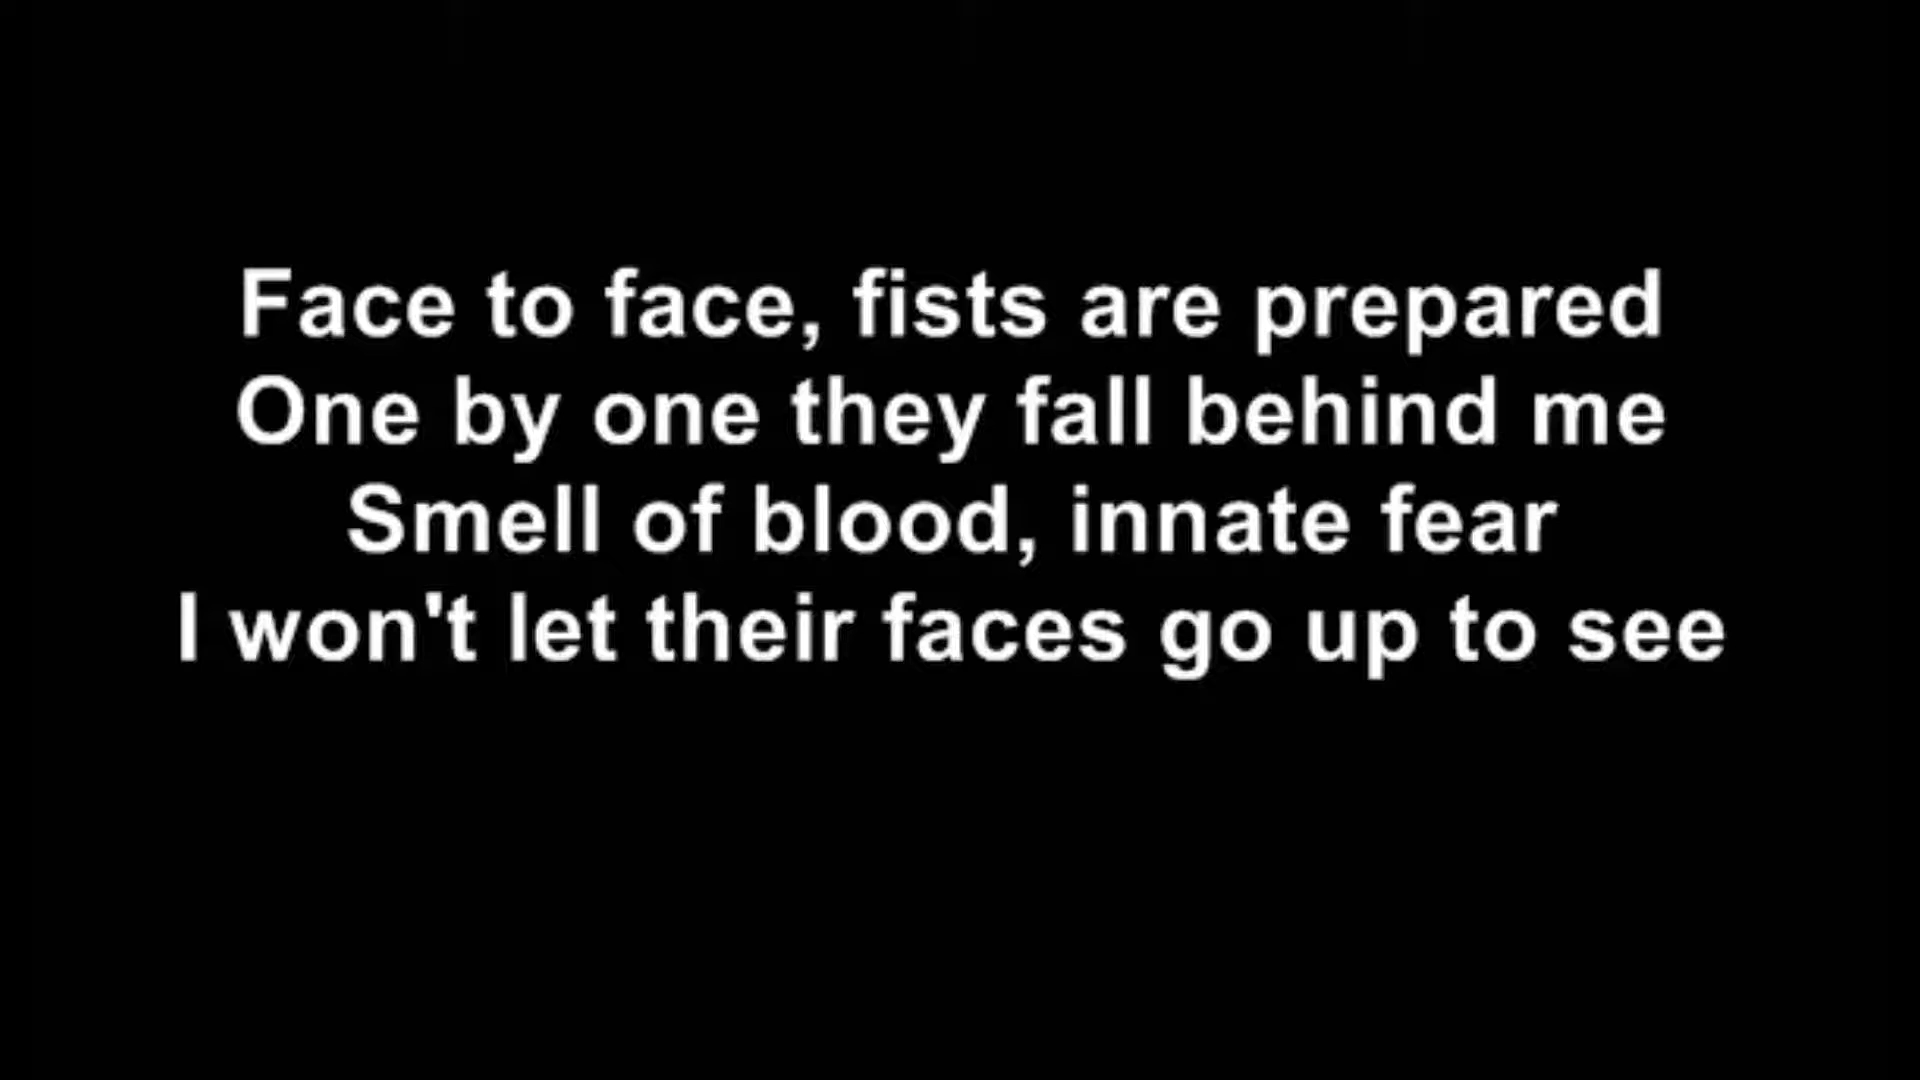 Face to face, fists are prepared
One by one they fall behind me
Smell of blood, innate fear
I won't let their faces go up to see